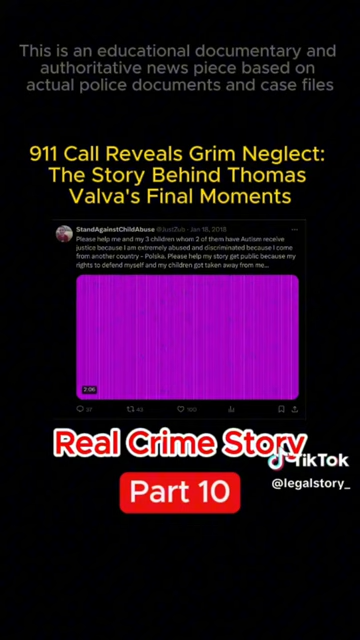 This is an educational documentary and
authoritative news piece based on
actual police documents and case files
911 Call Reveals Grim Neglect:
The Story Behind Thomas
Valva's Final Moments
StandAgainstChildAbuse @JustZub · Jan 18, 2018
Please help me and my 3 children whom 2 of them have Autism receive
justice because I am extremely abused and discriminated because I come
from another country - Polska. Please help my story get public because my
rights to defend myself and my children got taken away from me...
2:06
37 43 100
Real Crime Story
TikTok
@legalstory_
Part 10